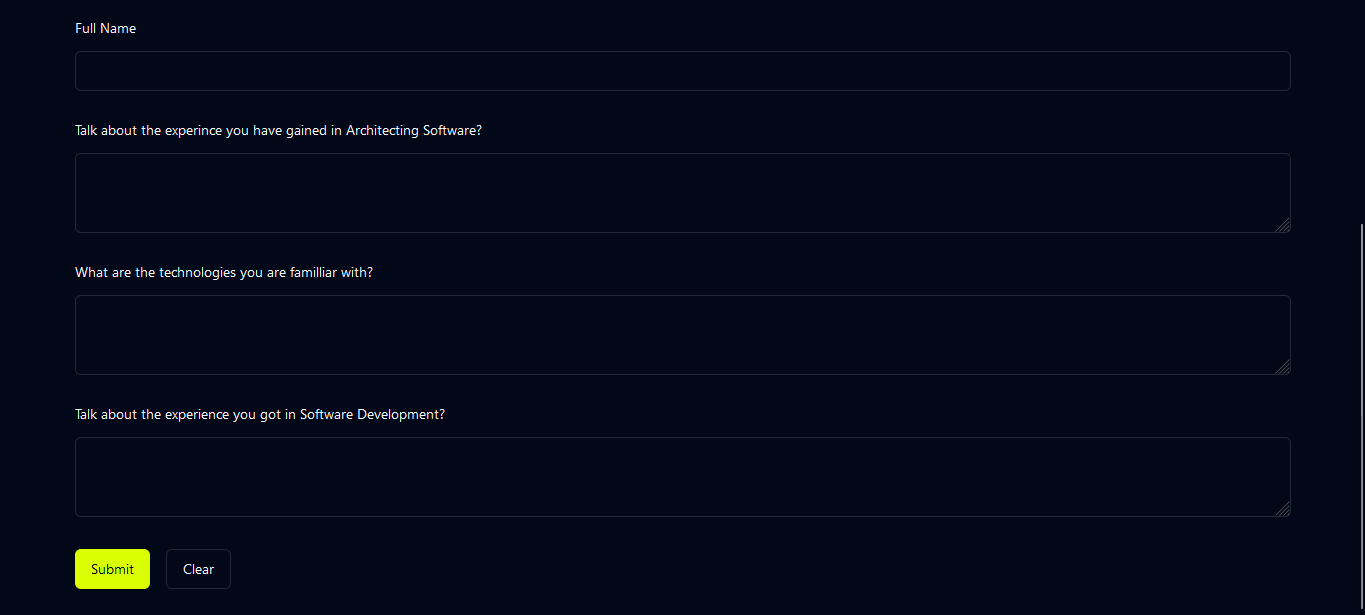 Full Name
Talk about the experince you have gained in Architecting Software?
What are the technologies you are familliar with?
Talk about the experience you got in Software Development?
Submit Clear